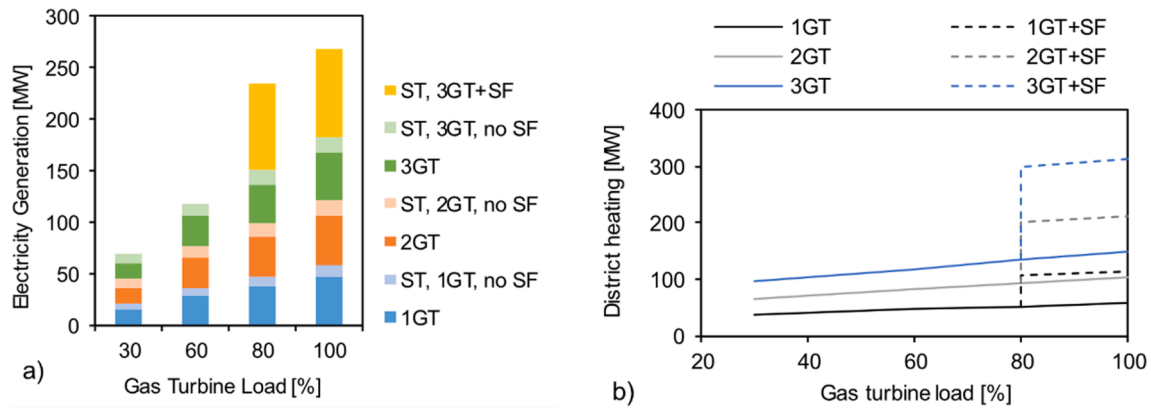 300
250
200
150
100
50
0
Electricity Generation [MW]
30 60 80 100
Gas Turbine Load [%]
a)
ST, 3GT+SF
ST, 3GT, no SF
3GT
ST, 2GT, no SF
2GT
ST, 1GT, no SF
1GT
1GT 1GT+SF
2GT 2GT+SF
3GT 3GT+SF
400
300
200
100
0
District heating [MW]
20 40 60 80 100
Gas turbine load [%]
b)